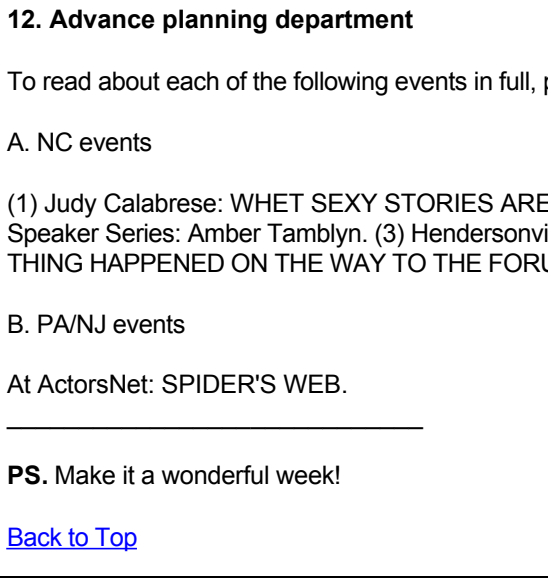 12. Advance planning department
To read about each of the following events in full,
A. NC events
(1) Judy Calabrese: WHET SEXY STORIES ARE
Speaker Series: Amber Tamblyn. (3) Hendersonvi
THING HAPPENED ON THE WAY TO THE FORU
B. PA/NJ events
At ActorsNet: SPIDER'S WEB.
PS. Make it a wonderful week!
Back to Top